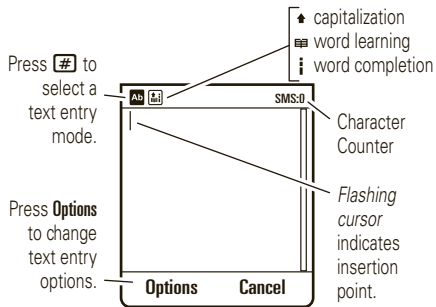 capitalization
word learning
word completion
Press # to
select a
text entry
mode.
Ab
SMS:0
Character
Counter
Flashing
cursor
indicates
insertion
point.
Press Options
to change
text entry
options.
Options Cancel